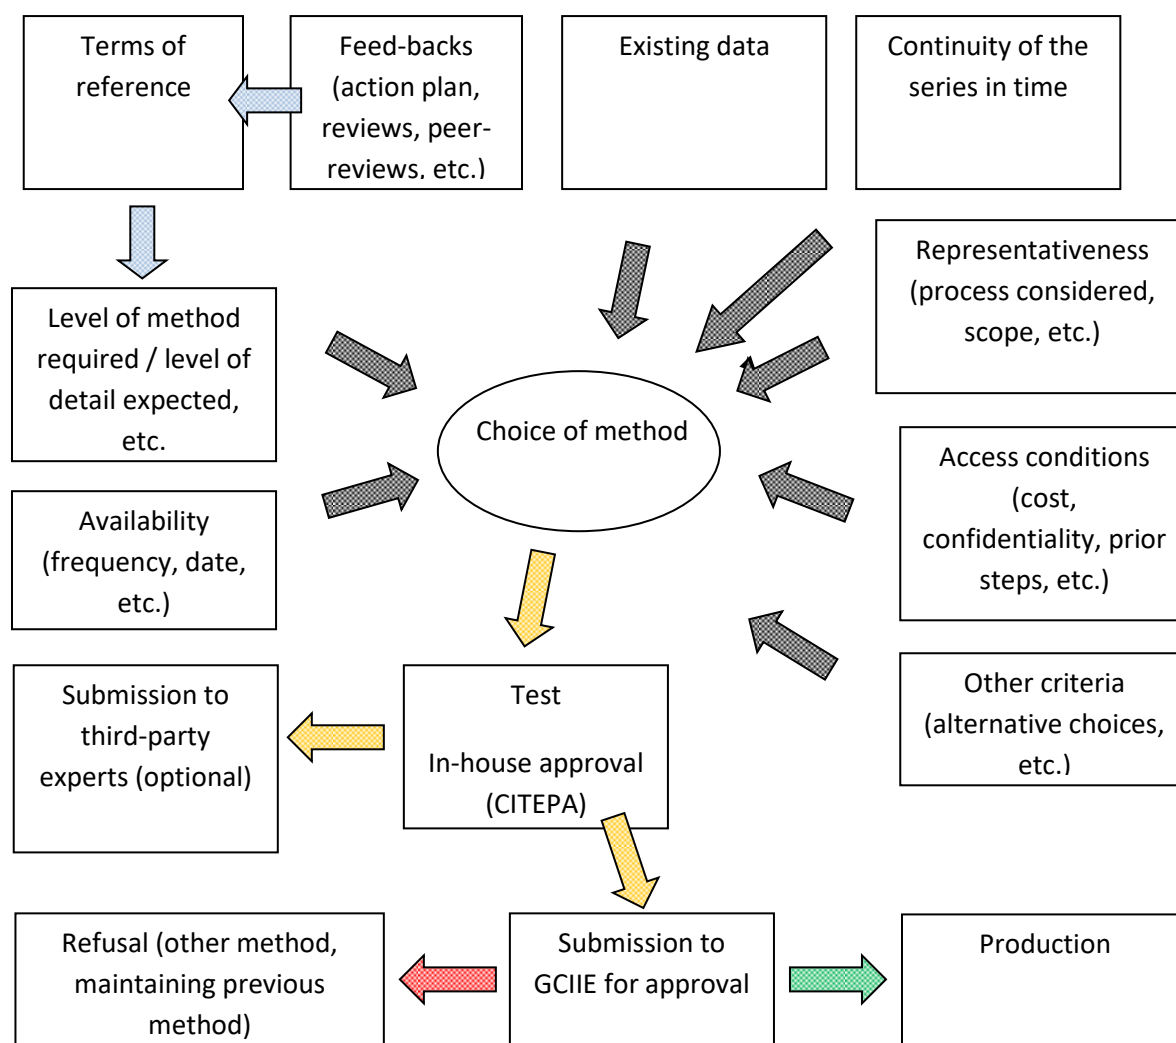 Terms of
reference
Feed-backs
(action plan,
reviews, peer-
reviews, etc.)
Existing data
Continuity of the
series in time
Representativeness
(process considered,
scope, etc.)
Level of method
required / level of
detail expected,
etc.
Choice of method
Access conditions
(cost,
confidentiality, prior
steps, etc.)
Availability
(frequency, date,
etc.)
Other criteria
(alternative choices,
etc.)
Submission to
third-party
experts (optional)
Test
In-house approval
(CITEPA)
Refusal (other method,
maintaining previous
method)
Submission to
GCIIE for approval
Production